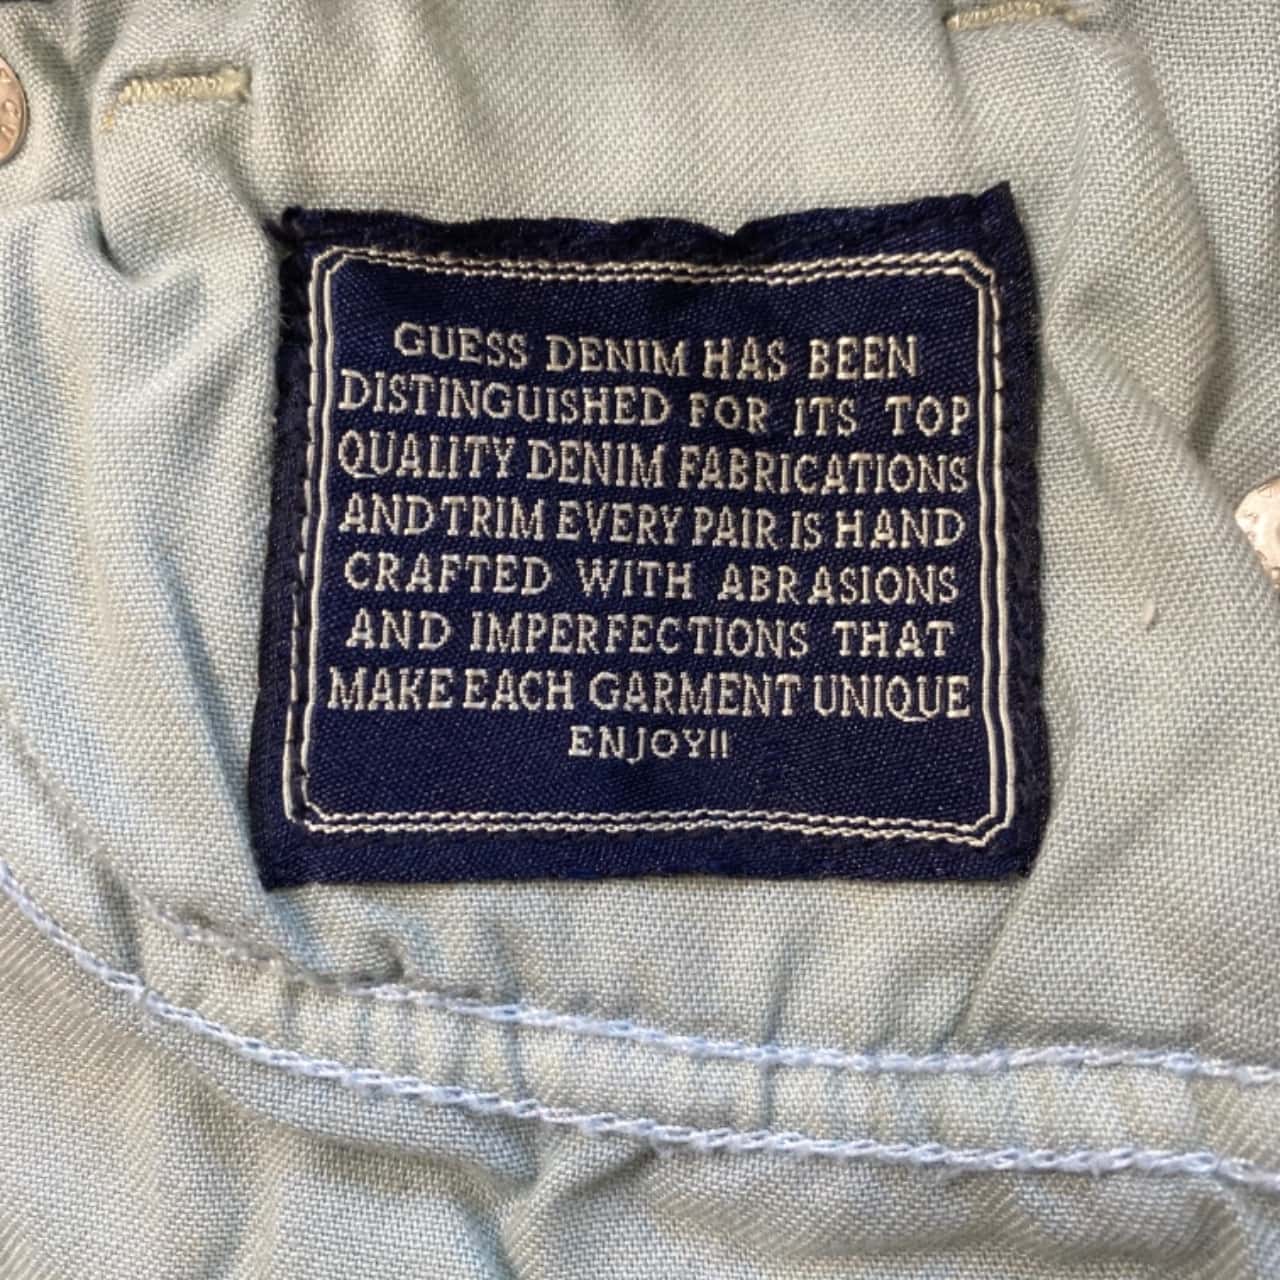 GUESS DENIM HAS BEEN
DISTINGUISHED FOR ITS TOP
QUALITY DENIM FABRICATIONS
AND TRIM EVERY PAIR IS HAND
CRAFTED WITH ABRASIONS
AND IMPERFECTIONS THAT
MAKE EACH GARMENT UNIQUE
ENJOY!!